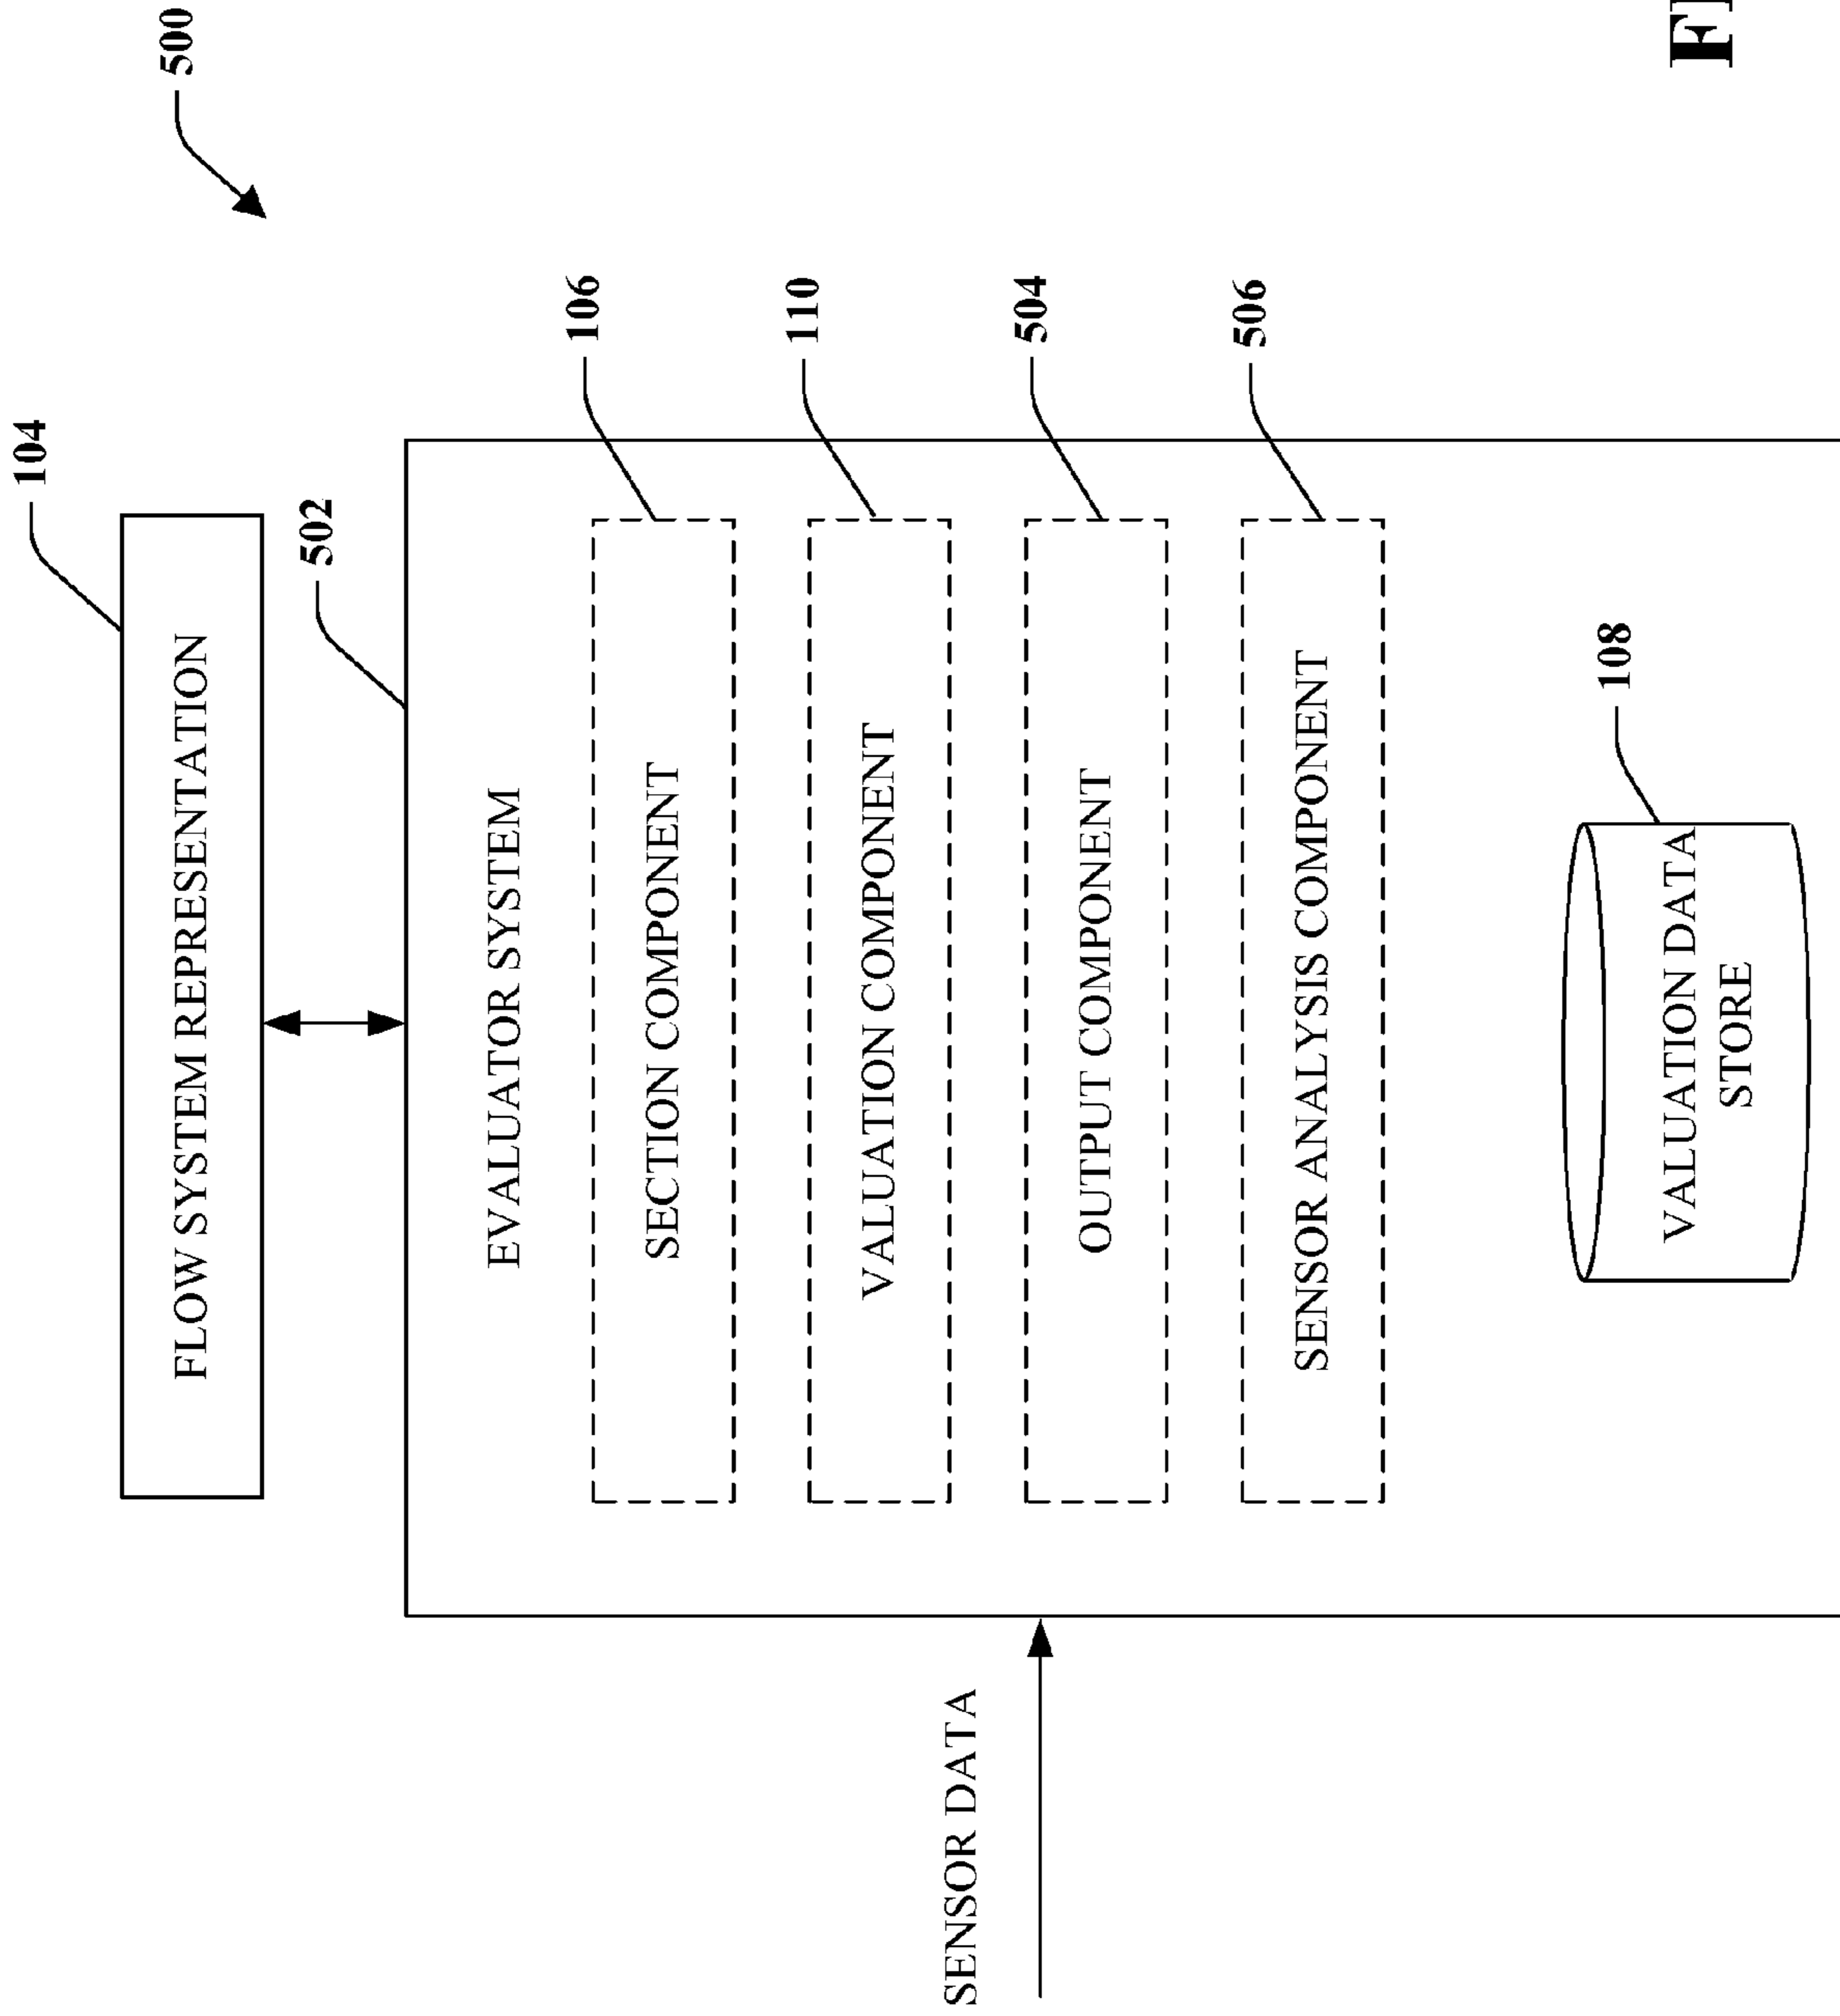 104
500
FLOW SYSTEM REPRESENTATION
502
EVALUATOR SYSTEM
106
SECTION COMPONENT
110
VALUATION COMPONENT
SENSOR DATA
504
OUTPUT COMPONENT
506
SENSOR ANALYSIS COMPONENT
108
VALUATION DATA
STORE